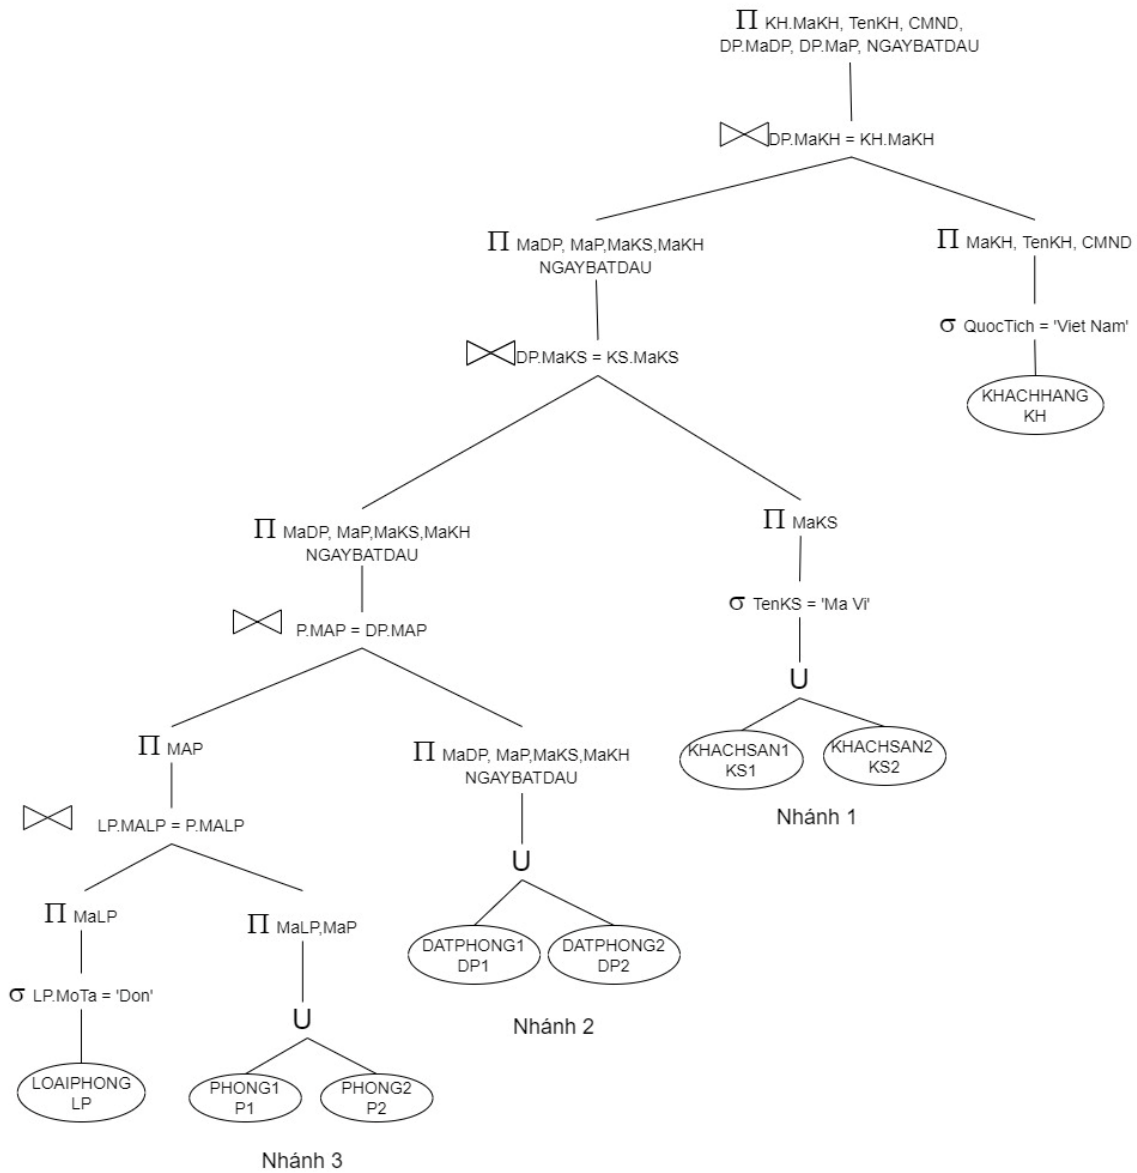 Π KH.MaKH, TenKH, CMND,
DP.MaDP, DP.MaP, NGAYBATDAU
DP.MaKH = KH.MaKH
Π MaDP, MaP,MaKS,MaKH
NGAYBATDAU
Π MaKH, TenKH, CMND
σ QuocTich = 'Viet Nam'
KHACHHANG
KH
DP.MaKS = KS.MaKS
Π MaDP, MaP,MaKS,MaKH
NGAYBATDAU
Π MaKS
σ TenKS = 'Ma Vi'
U
KHACHSAN1
KS1
KHACHSAN2
KS2
Nhánh 1
P.MAP = DP.MAP
Π MAP
Π MaDP, MaP,MaKS,MaKH
NGAYBATDAU
U
DATPHONG1
DP1
DATPHONG2
DP2
Nhánh 2
LP.MALP = P.MALP
Π MaLP
σ LP.MoTa = 'Don'
LOAIPHONG
LP
Π MaLP,MaP
U
PHONG1
P1
PHONG2
P2
Nhánh 3